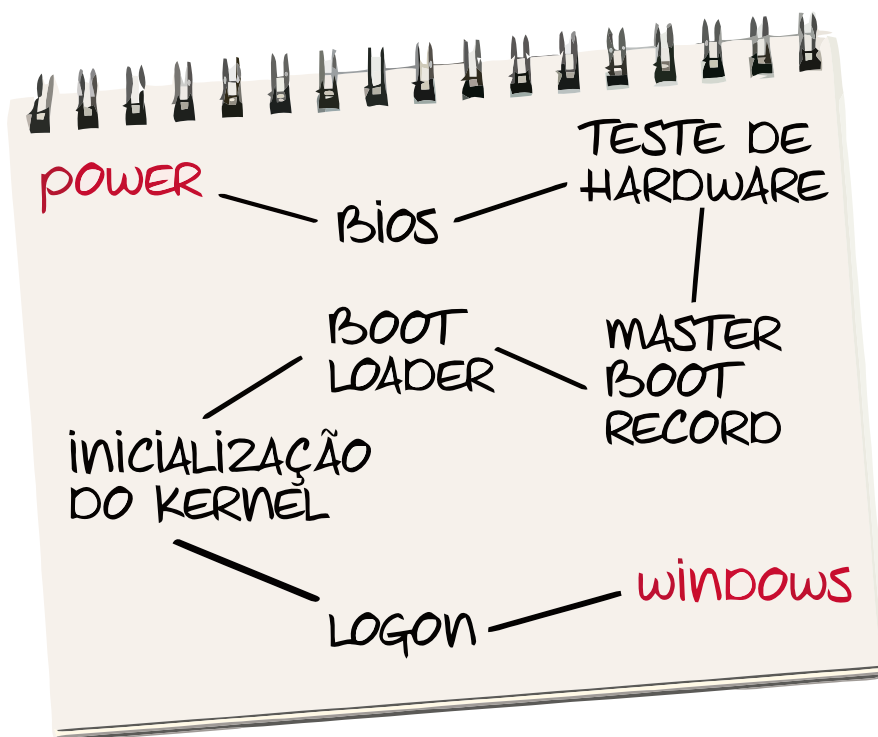 POWER
BIOS
TESTE DE
HARDWARE
MASTER
BOOT
RECORD
BOOT
LOADER
INICIALIZAÇÃO
DO KERNEL
LOGON
WINDOWS